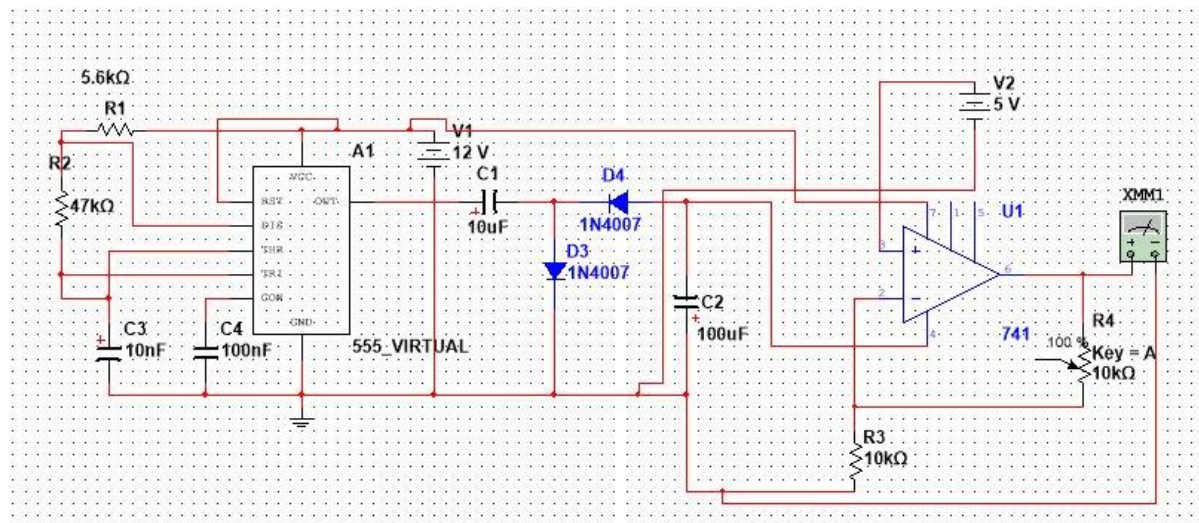 5.6kΩ
R1
R2
47kΩ
A1
VCC
RST
OUT
DIS
THR
TRI
CON
GND
555_VIRTUAL
C3
10nF
C4
100nF
V1
12 V
C1
10uF
D4
1N4007
D3
1N4007
C2
100uF
V2
5 V
U1
7
1
5
3
2
6
4
741
XMM1
R4
100 %
Key = A
10kΩ
R3
10kΩ